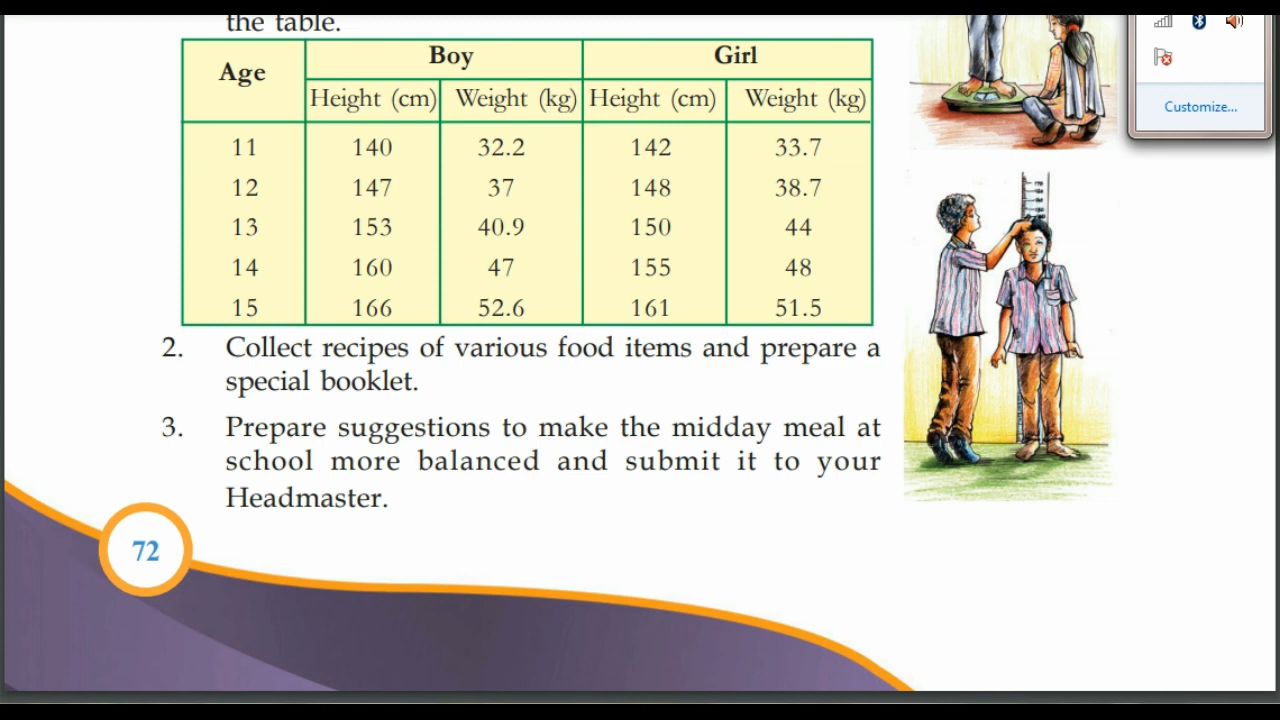 the table.
Age Boy Girl
Height (cm) Weight (kg) Height (cm) Weight (kg)
11 140 32.2 142 33.7
12 147 37 148 38.7
13 153 40.9 150 44
14 160 47 155 48
15 166 52.6 161 51.5
2. Collect recipes of various food items and prepare a
special booklet.
3. Prepare suggestions to make the midday meal at
school more balanced and submit it to your
Headmaster.
72
Customize...